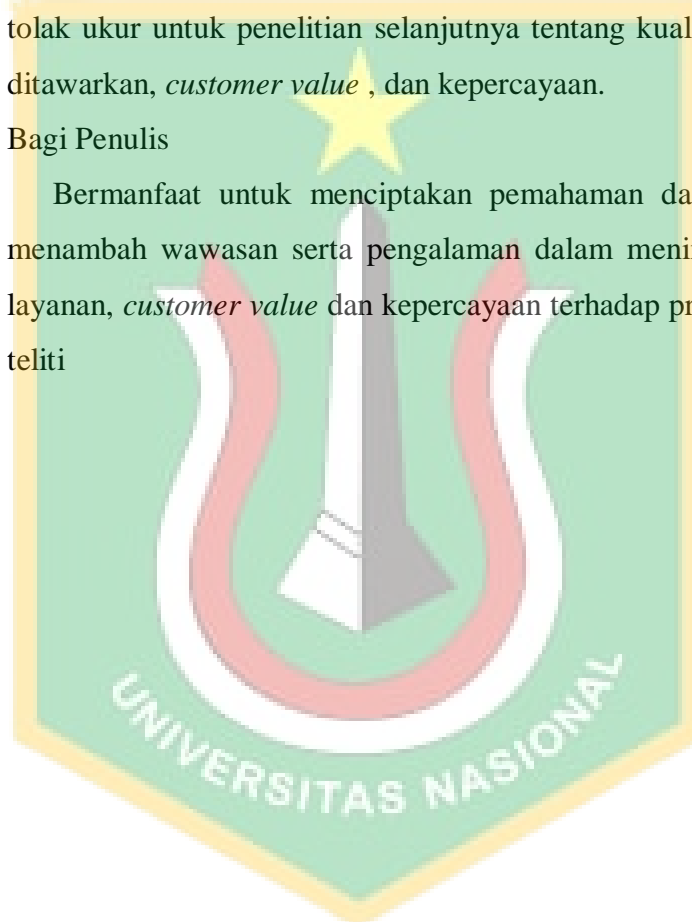 tolak ukur untuk penelitian selanjutnya tentang kual
ditawarkan, customer value , dan kepercayaan.
Bagi Penulis
Bermanfaat untuk menciptakan pemahaman da
menambah wawasan serta pengalaman dalam meni
layanan, customer value dan kepercayaan terhadap pr
teliti
UNIVERSITAS NASIONAL